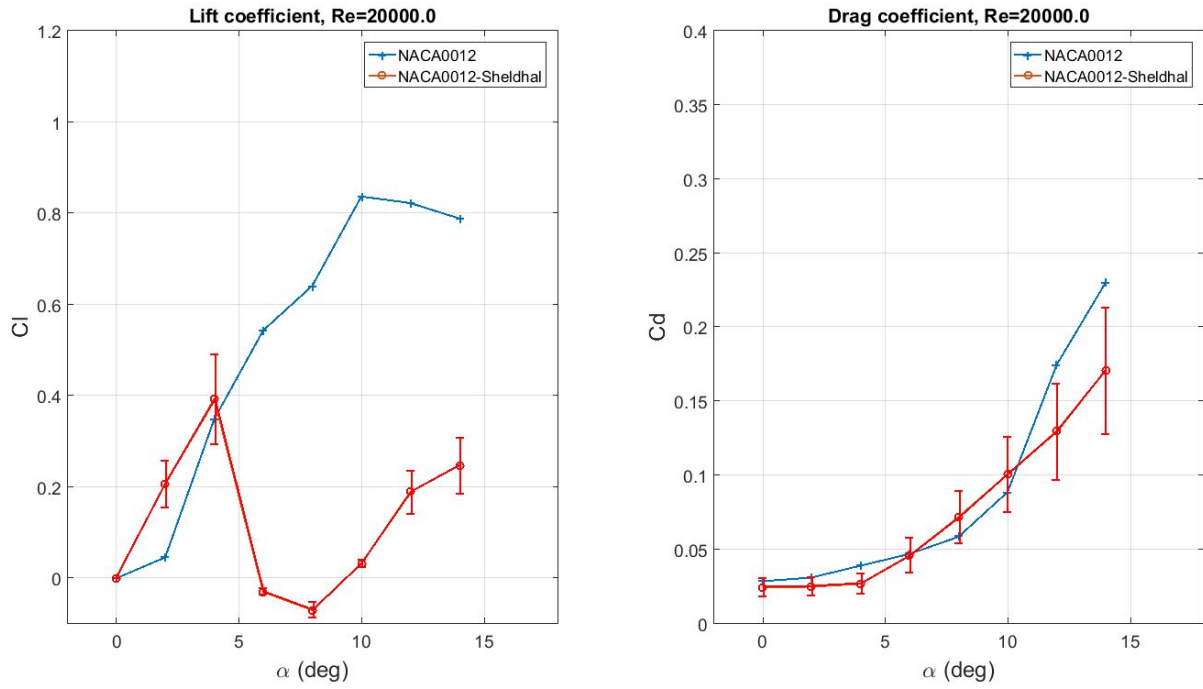 Lift coefficient, Re=20000.0
NACA0012
NACA0012-Sheldhal
1.2
1
0.8
0.6
0.4
0.2
0
Cl
0
5
10
15
α (deg)
Drag coefficient, Re=20000.0
NACA0012
NACA0012-Sheldhal
0.4
0.35
0.3
0.25
0.2
0.15
0.1
0.05
0
Cd
0
5
10
15
α (deg)